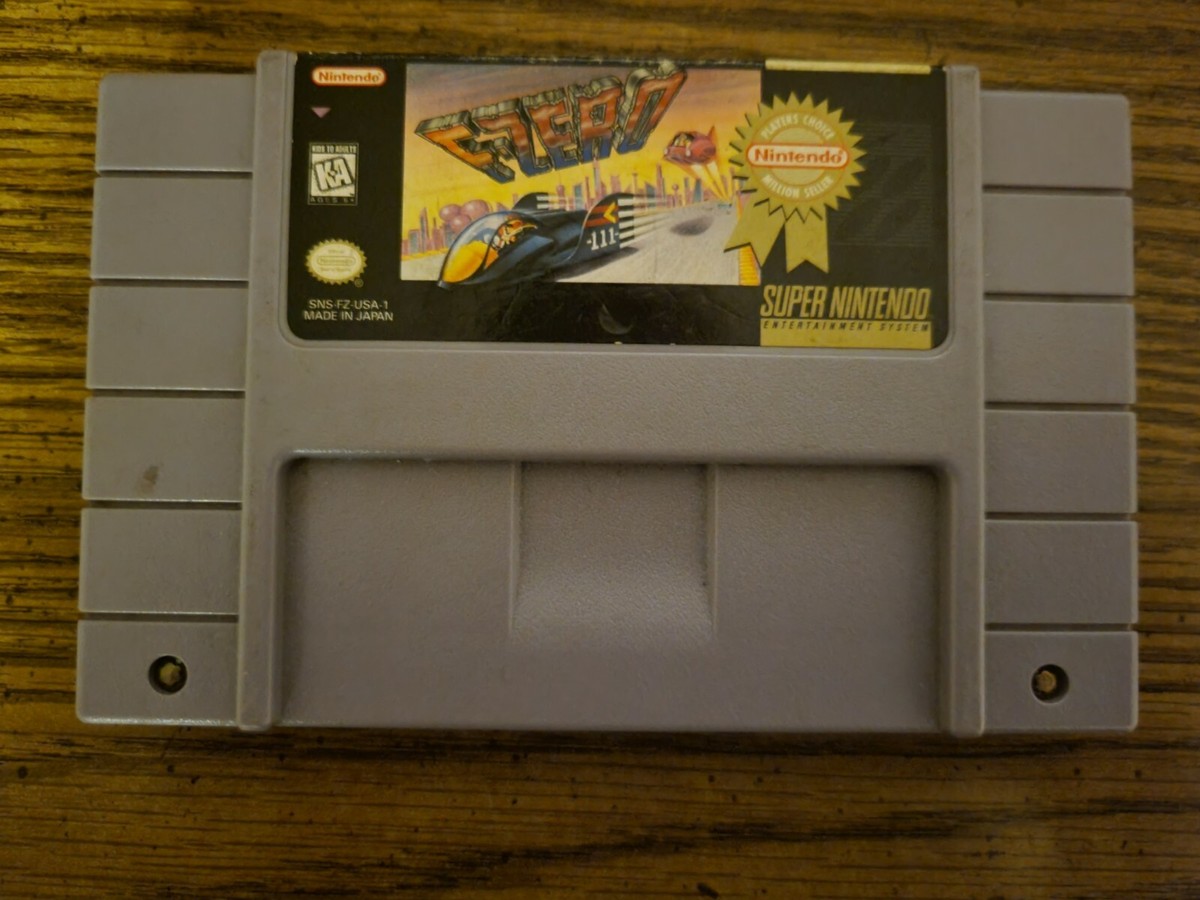 Nintendo
F-ZERO
KIDS TO ADULTS
K-A
AGES 6+
PLAYERS CHOICE
Nintendo
MILLION SELLER
-111-
Nintendo
SNS-FZ-USA-1
MADE IN JAPAN
SUPER NINTENDO
ENTERTAINMENT SYSTEM